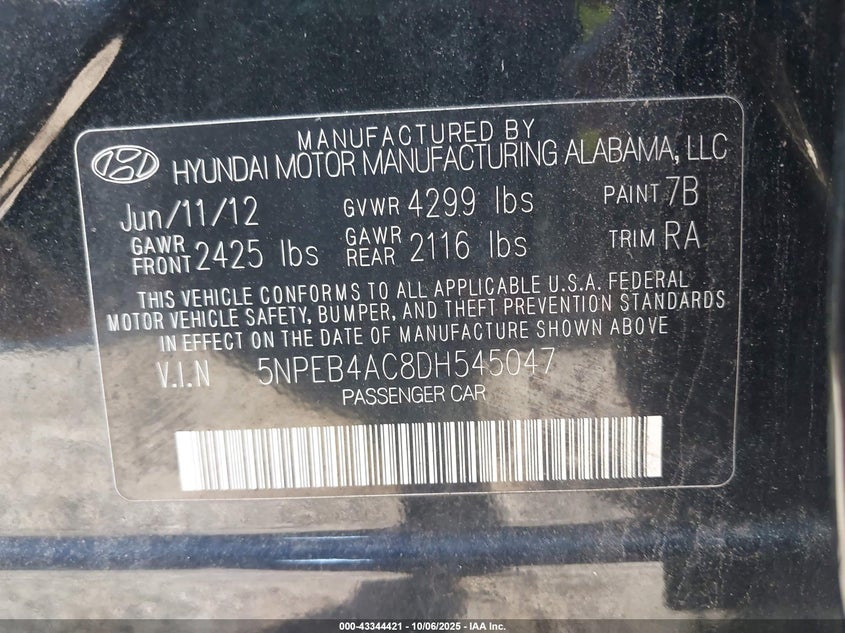 MANUFACTURED BY
HYUNDAI MOTOR MANUFACTURING ALABAMA, LLC
Jun/11/12 GVWR 4299 lbs PAINT 7B
GAWR FRONT 2425 lbs GAWR REAR 2116 lbs TRIM RA
THIS VEHICLE CONFORMS TO ALL APPLICABLE U.S.A. FEDERAL
MOTOR VEHICLE SAFETY, BUMPER, AND THEFT PREVENTION STANDARDS
IN EFFECT ON THE DATE OF MANUFACTURE SHOWN ABOVE
V.I.N 5NPEB4AC8DH545047
PASSENGER CAR
000-43344421 - 10/06/2025 - IAA Inc.